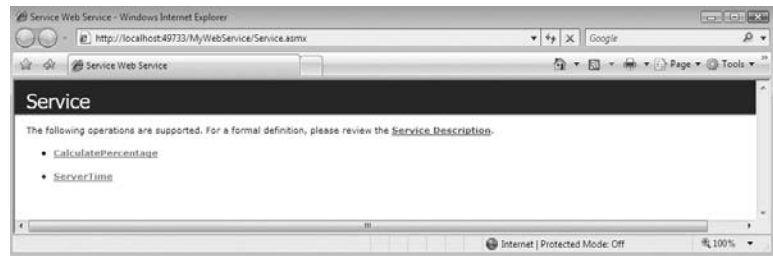 Service Web Service - Windows Internet Explorer
http://localhost:49733/MyWebService/Service.asmx
Google
Service Web Service
Page
Tools
Service
The following operations are supported. For a formal definition, please review the Service Description.
• CalculatePercentage
• ServerTime
Internet | Protected Mode: Off
100%